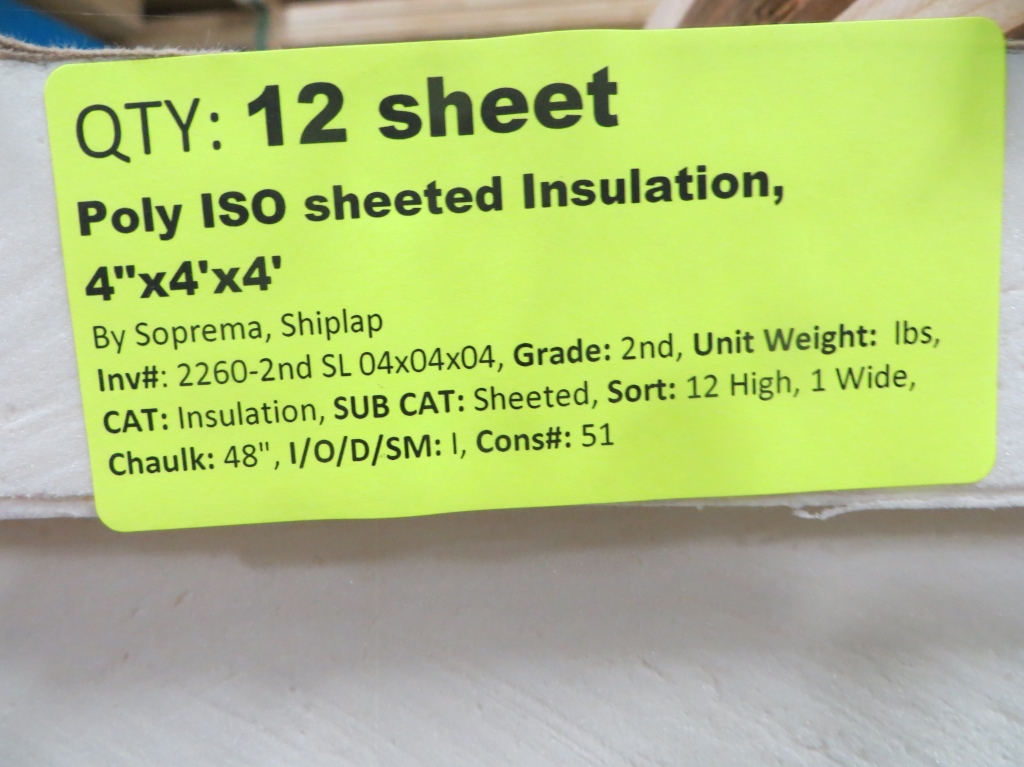 QTY: 12 sheet
Poly ISO sheeted Insulation,
4"x4'x4'
By Soprema, Shiplap
Inv#: 2260-2nd SL 04x04x04, Grade: 2nd, Unit Weight:  lbs,
CAT: Insulation, SUB CAT: Sheeted, Sort: 12 High, 1 Wide,
Chaulk: 48", I/O/D/SM: I, Cons#: 51